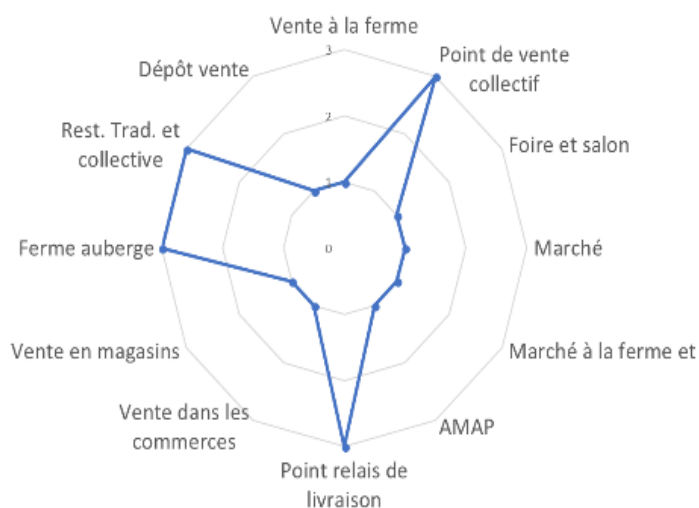 Vente à la ferme
3
Point de vente
collectif
Dépôt vente
2
Rest. Trad. et
collective
Foire et salon
1
Ferme auberge
0
Marché
Vente en magasins
Marché à la ferme et
Vente dans les
commerces
AMAP
Point relais de
livraison